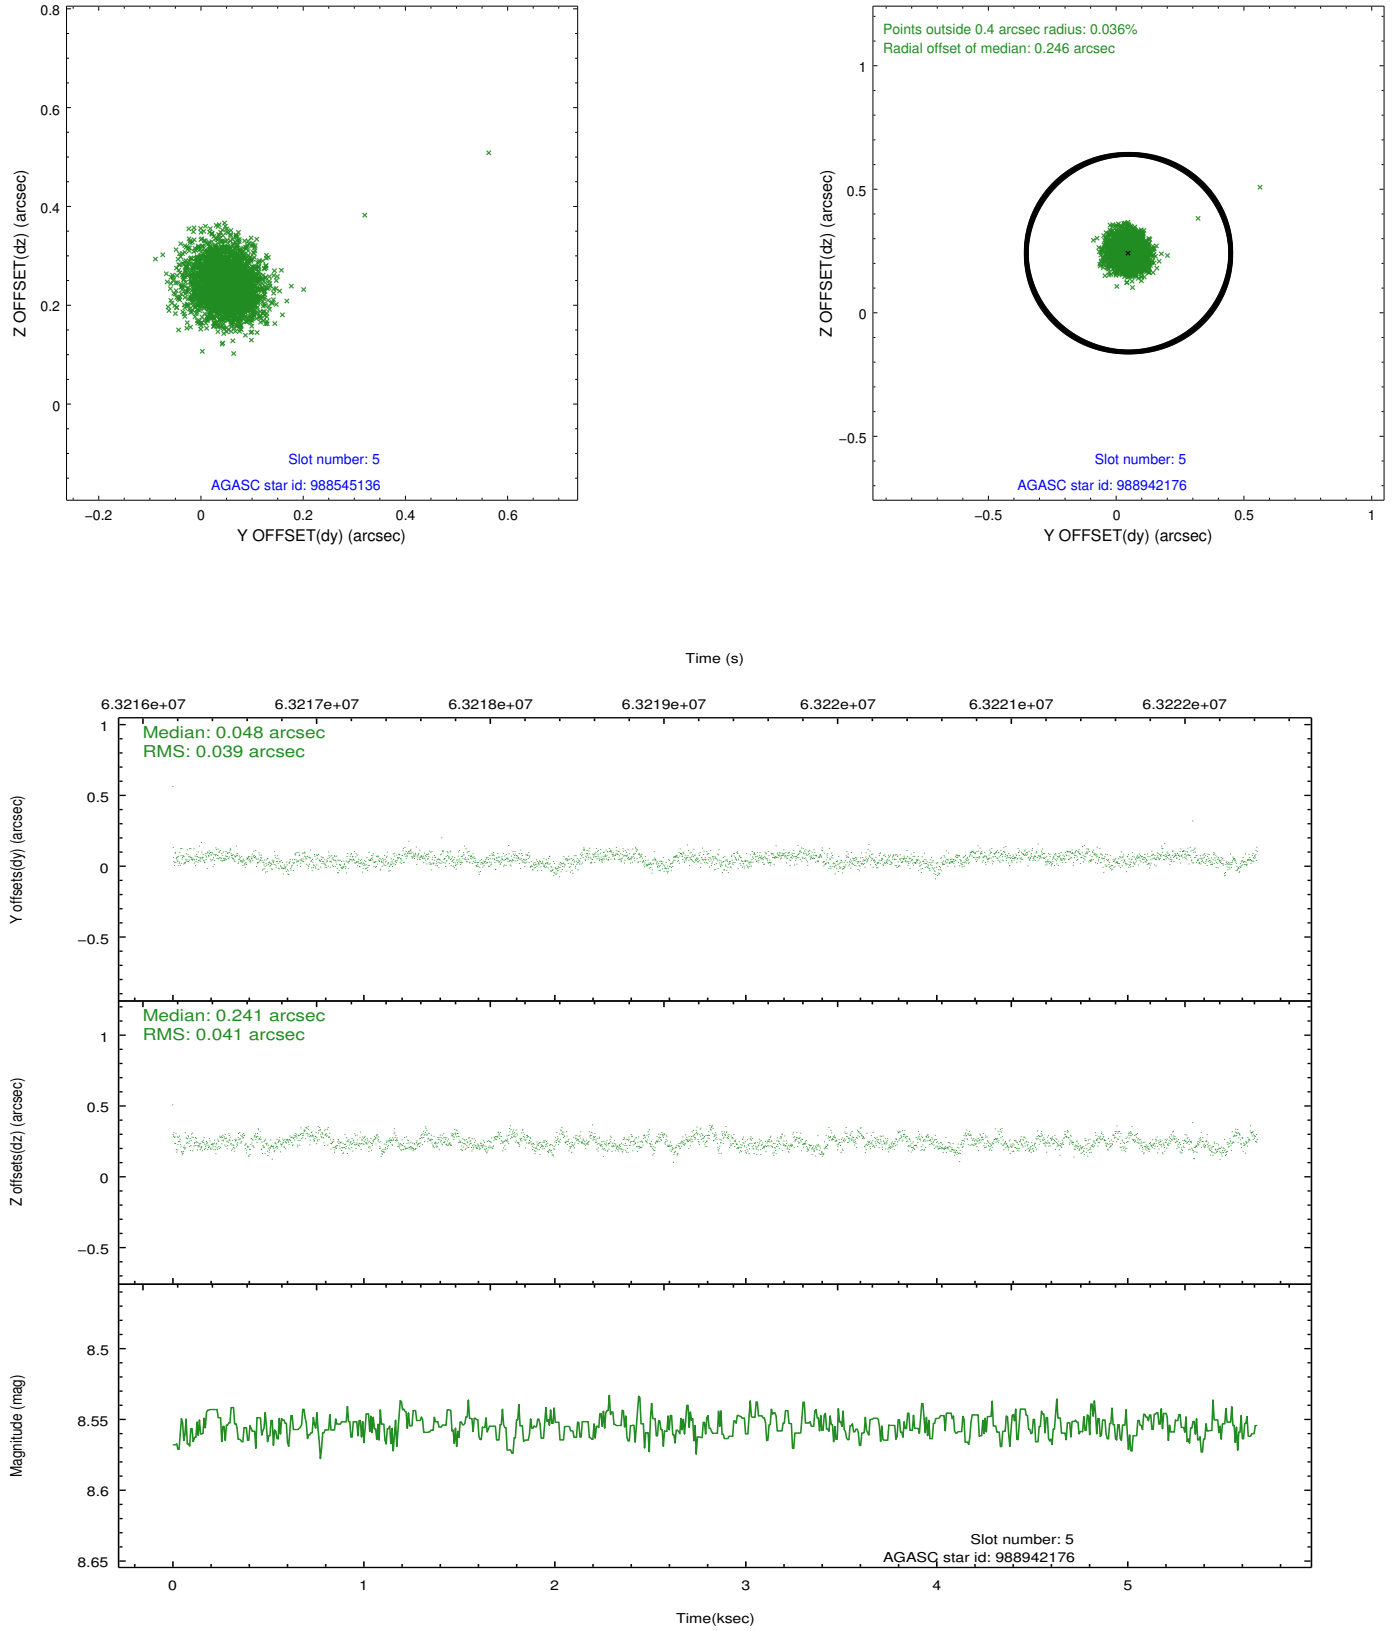 0.8
0.6
0.4
0.2
0
Z OFFSET(dz) (arcsec)
Slot number: 5
AGASC star id: 988545136
−0.2 0 0.2 0.4 0.6
Y OFFSET(dy) (arcsec)
Points outside 0.4 arcsec radius: 0.036%
Radial offset of median: 0.246 arcsec
1
0.5
0
−0.5
Z OFFSET(dz) (arcsec)
Slot number: 5
AGASC star id: 988942176
−0.5 0 0.5 1
Y OFFSET(dy) (arcsec)
Time (s)
6.3216e+07 6.3217e+07 6.3218e+07 6.3219e+07 6.322e+07 6.3221e+07 6.3222e+07
Median: 0.048 arcsec
RMS: 0.039 arcsec
1
0.5
0
−0.5
Y offsets(dy) (arcsec)
Median: 0.241 arcsec
RMS: 0.041 arcsec
1
0.5
0
−0.5
Z offsets(dz) (arcsec)
8.5
8.55
8.6
8.65
Magnitude (mag)
Slot number: 5
AGASC star id: 988942176
0 1 2 3 4 5
Time(ksec)